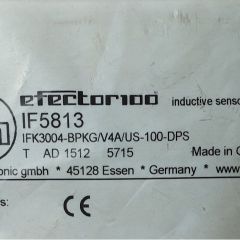 efector100 inductive senso
IF5813
IFK3004-BPKG/V4A/US-100-DPS
T AD 1512 5715 Made in G
ronic gmbh * 45128 Essen * Germany * www.
CE